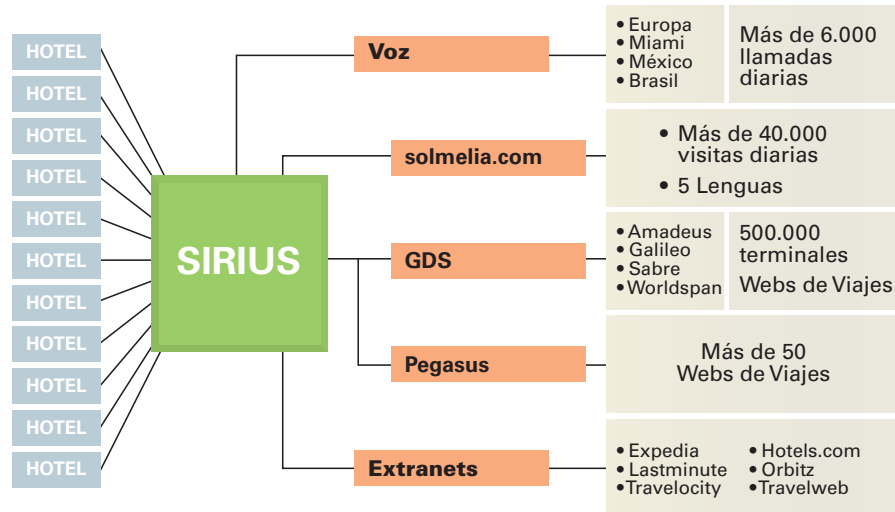 HOTEL
HOTEL
HOTEL
HOTEL
HOTEL
HOTEL
HOTEL
HOTEL
HOTEL
HOTEL
HOTEL
SIRIUS
Voz
• Europa
• Miami
• México
• Brasil
Más de 6.000
llamadas
diarias
solmelia.com
• Más de 40.000
visitas diarias
• 5 Lenguas
GDS
• Amadeus
• Galileo
• Sabre
• Worldspan
500.000
terminales
Webs de Viajes
Pegasus
Más de 50
Webs de Viajes
Extranets
• Expedia
• Lastminute
• Travelocity
• Hotels.com
• Orbitz
• Travelweb